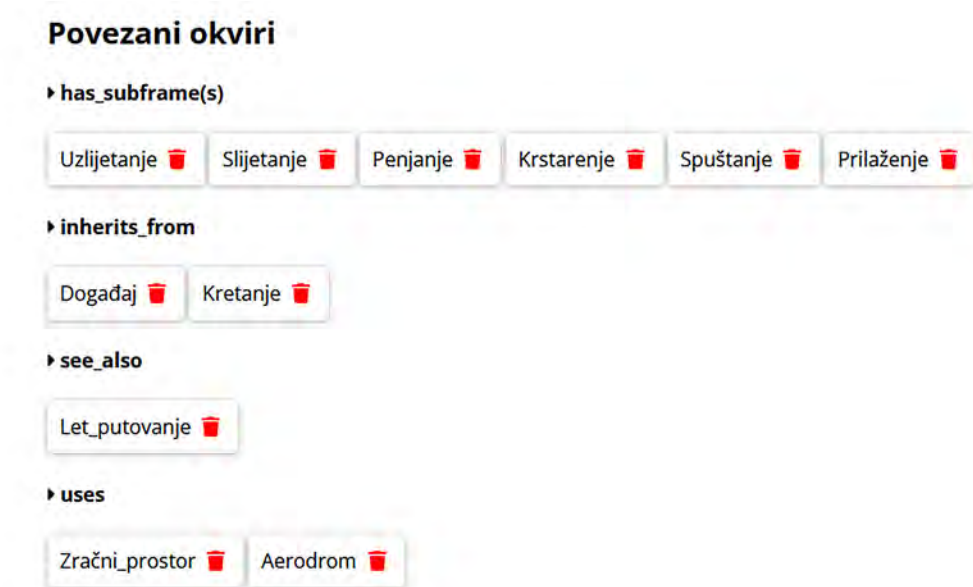 Povezani okviri
has_subframe(s)
Uzlijetanje Slijetanje Penjanje Krstarenje Spuštanje Prilaženje
inherits_from
Događaj Kretanje
see_also
Let_putovanje
uses
Zračni_prostor Aerodrom